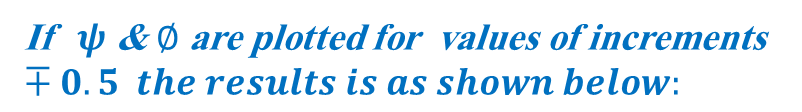 If ψ & ∅ are plotted for values of increments
∓ 0.5 the results is as shown below: